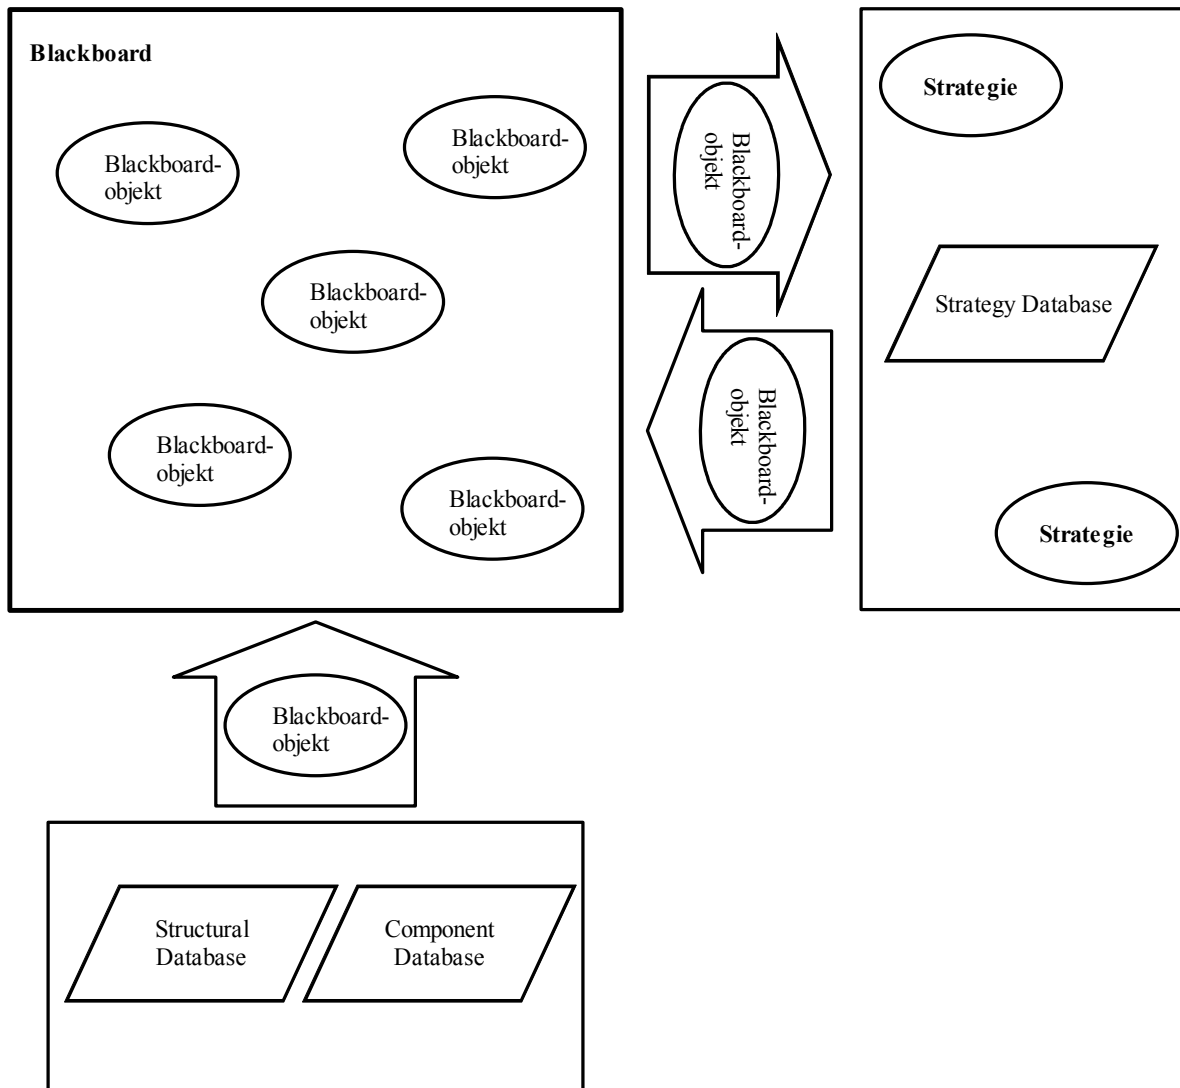 Blackboard
Blackboard-
objekt
Blackboard-
objekt
Blackboard-
objekt
Blackboard-
objekt
Blackboard-
objekt
Blackboard-
objekt
Blackboard-
objekt
Strategie
Strategy Database
Strategie
Blackboard-
objekt
Structural
Database
Component
Database